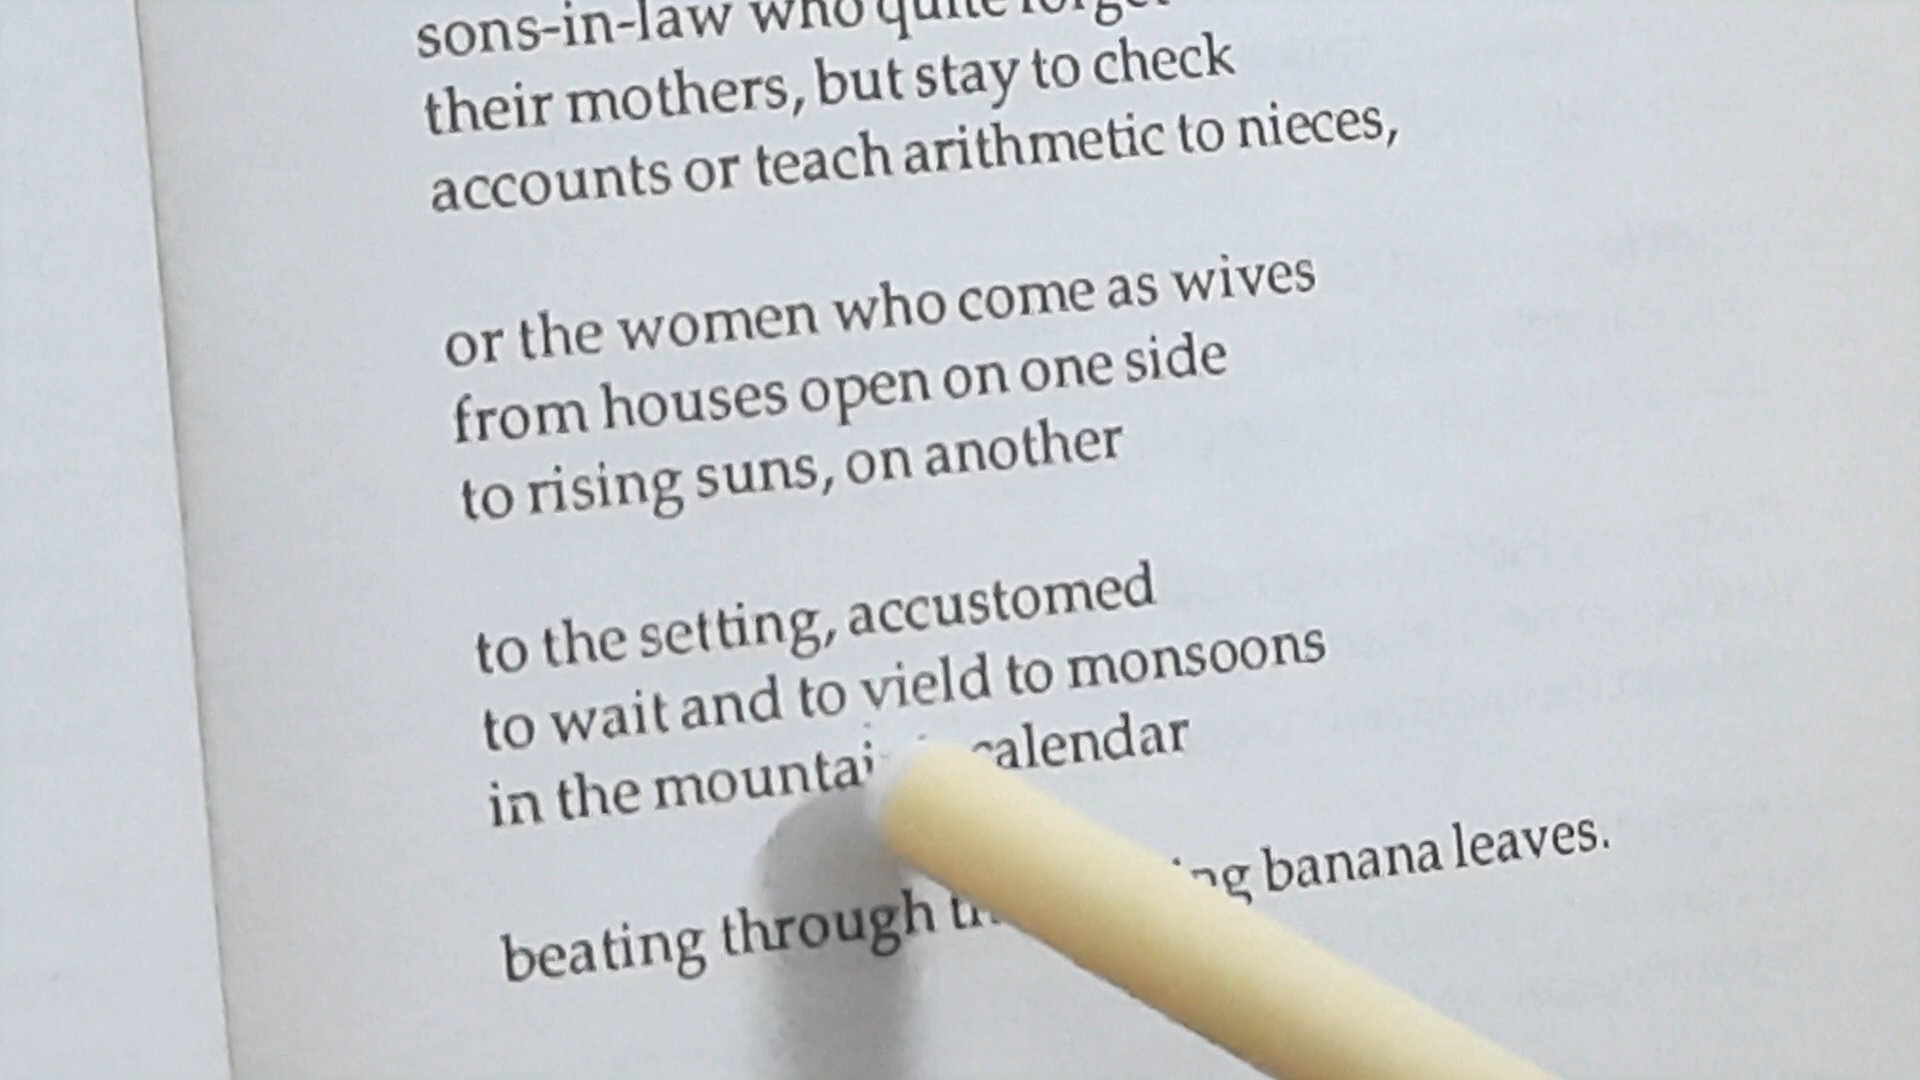 sons-in-law who quite forget
their mothers, but stay to check
accounts or teach arithmetic to nieces,
or the women who come as wives
from houses open on one side
to rising suns, on another
to the setting, accustomed
to wait and to yield to monsoons
in the calendar
beating through banana leaves.